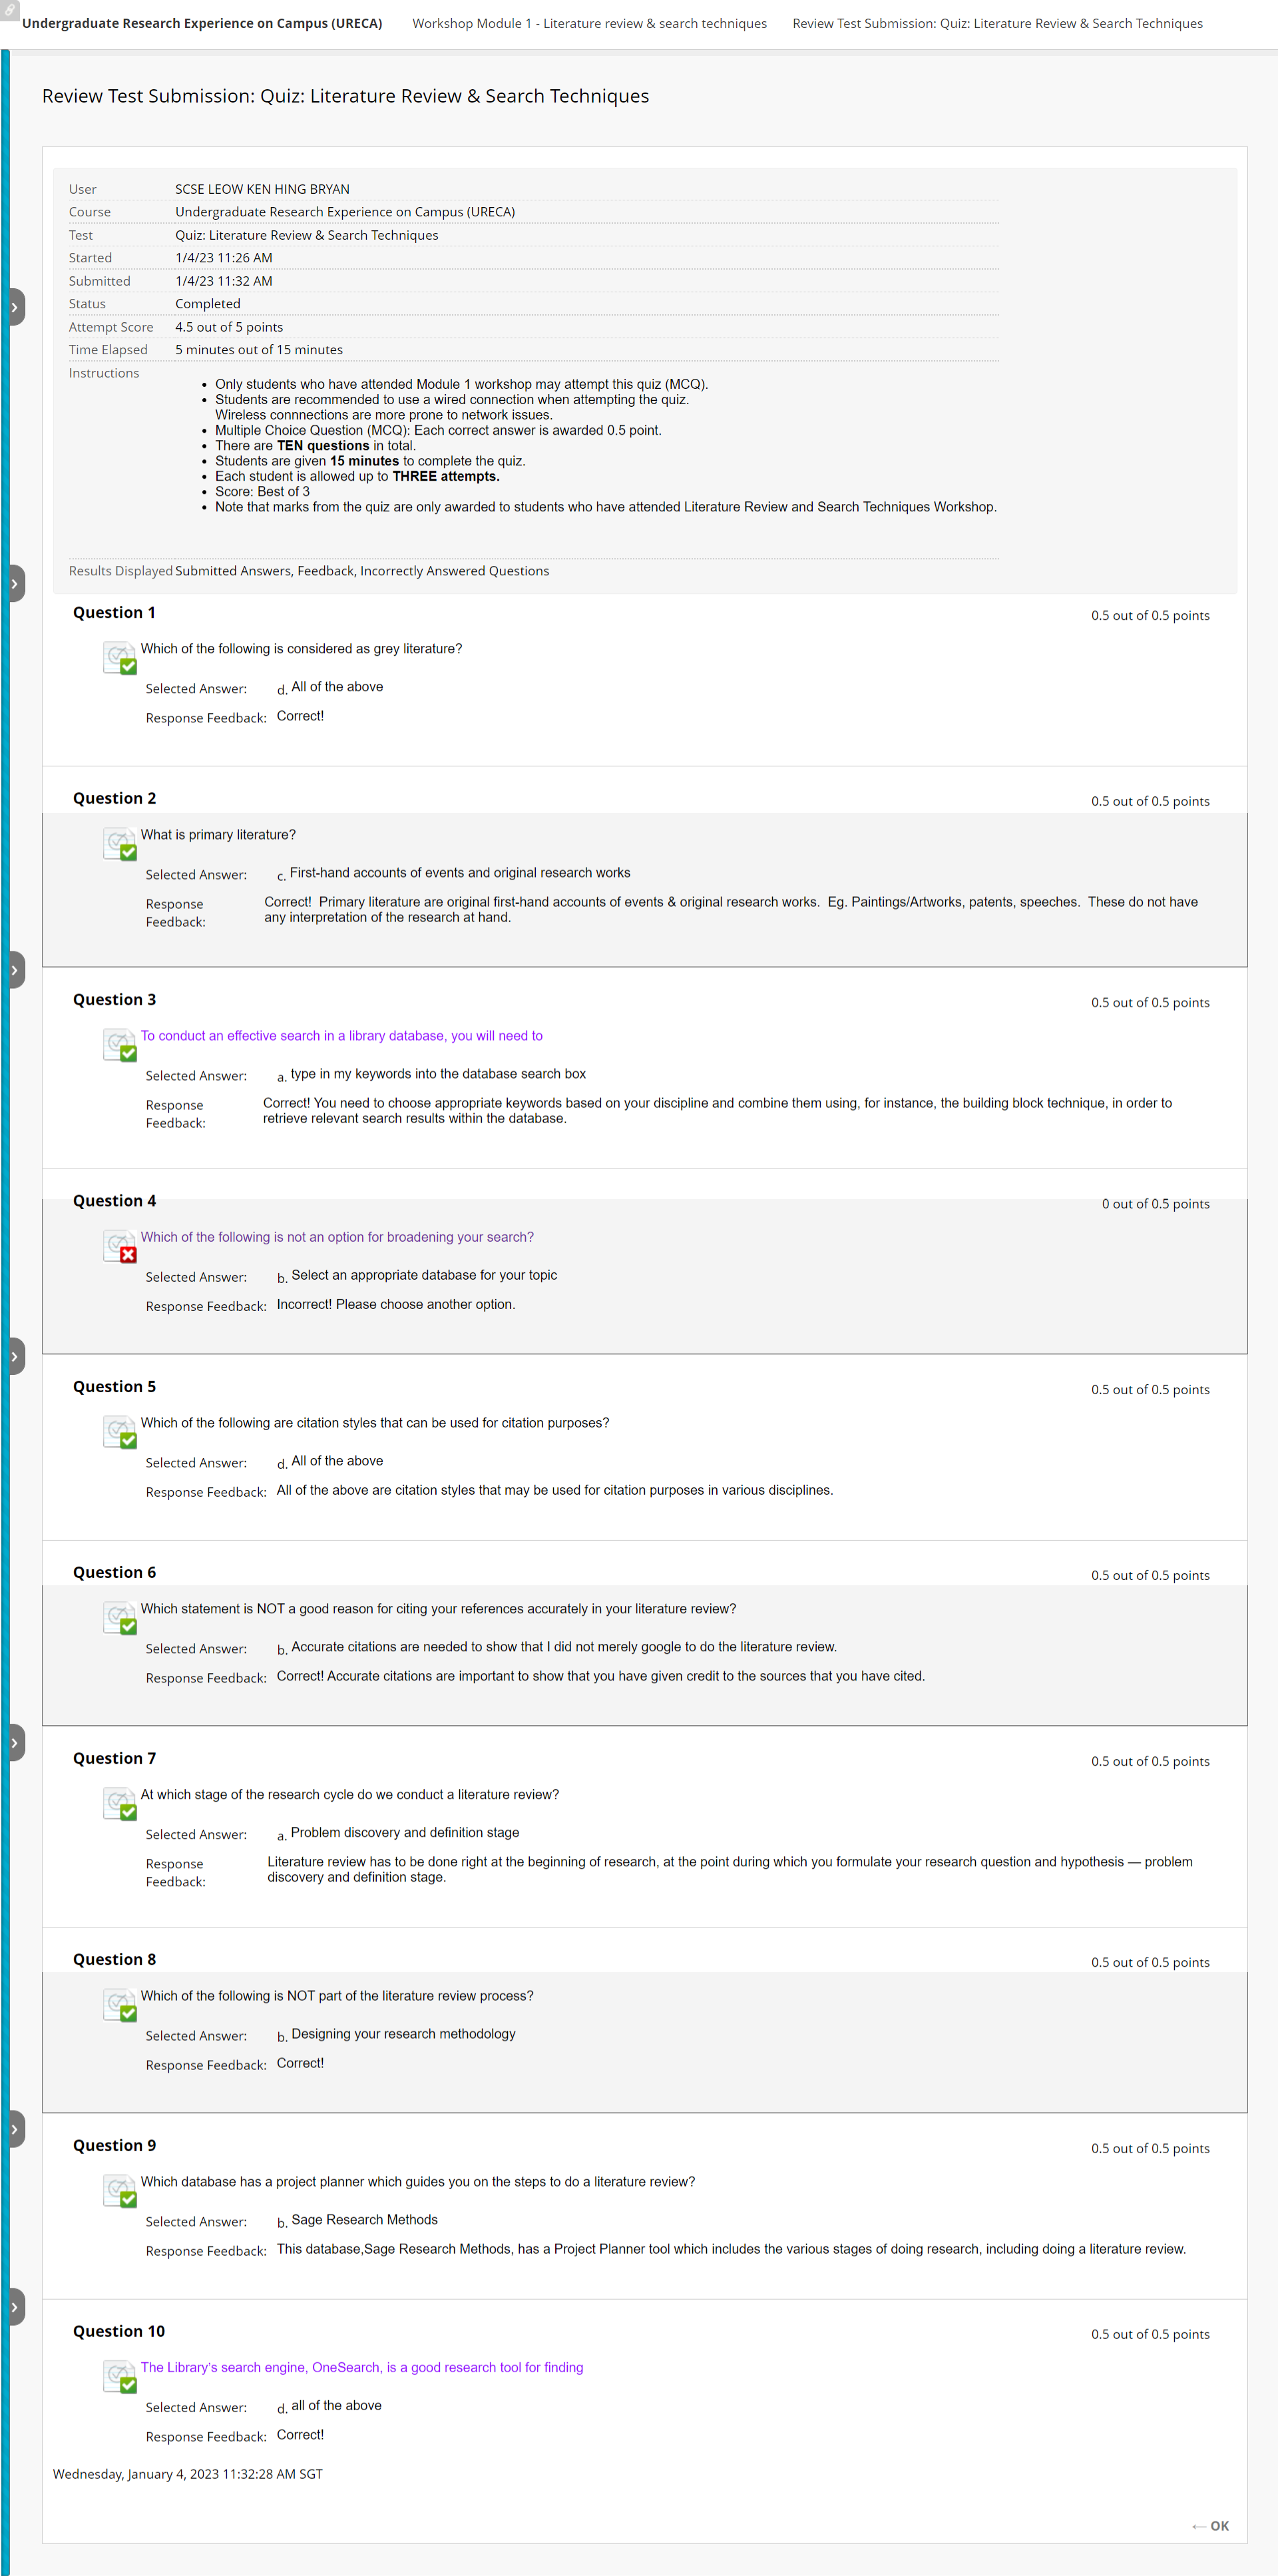 Undergraduate Research Experience on Campus (URECA) Workshop Module 1 - Literature review & search techniques Review Test Submission: Quiz: Literature Review & Search Techniques
Review Test Submission: Quiz: Literature Review & Search Techniques
User SCSE LEOW KEN HING BRYAN
Course Undergraduate Research Experience on Campus (URECA)
Test Quiz: Literature Review & Search Techniques
Started 1/4/23 11:26 AM
Submitted 1/4/23 11:32 AM
Status Completed
Attempt Score 4.5 out of 5 points
Time Elapsed 5 minutes out of 15 minutes
Instructions
• Only students who have attended Module 1 workshop may attempt this quiz (MCQ).
• Students are recommended to use a wired connection when attempting the quiz.
Wireless connnections are more prone to network issues.
• Multiple Choice Question (MCQ): Each correct answer is awarded 0.5 point.
• There are TEN questions in total.
• Students are given 15 minutes to complete the quiz.
• Each student is allowed up to THREE attempts.
• Score: Best of 3
• Note that marks from the quiz are only awarded to students who have attended Literature Review and Search Techniques Workshop.
Results Displayed Submitted Answers, Feedback, Incorrectly Answered Questions
Question 1 0.5 out of 0.5 points
Which of the following is considered as grey literature?
Selected Answer: d. All of the above
Response Feedback: Correct!
Question 2 0.5 out of 0.5 points
What is primary literature?
Selected Answer: c. First-hand accounts of events and original research works
Response Correct!  Primary literature are original first-hand accounts of events & original research works.  Eg. Paintings/Artworks, patents, speeches.  These do not have
Feedback: any interpretation of the research at hand.
Question 3 0.5 out of 0.5 points
To conduct an effective search in a library database, you will need to
Selected Answer: a. type in my keywords into the database search box
Response Correct! You need to choose appropriate keywords based on your discipline and combine them using, for instance, the building block technique, in order to
Feedback: retrieve relevant search results within the database.
Question 4 0 out of 0.5 points
Which of the following is not an option for broadening your search?
Selected Answer: b. Select an appropriate database for your topic
Response Feedback: Incorrect! Please choose another option.
Question 5 0.5 out of 0.5 points
Which of the following are citation styles that can be used for citation purposes?
Selected Answer: d. All of the above
Response Feedback: All of the above are citation styles that may be used for citation purposes in various disciplines.
Question 6 0.5 out of 0.5 points
Which statement is NOT a good reason for citing your references accurately in your literature review?
Selected Answer: b. Accurate citations are needed to show that I did not merely google to do the literature review.
Response Feedback: Correct! Accurate citations are important to show that you have given credit to the sources that you have cited.
Question 7 0.5 out of 0.5 points
At which stage of the research cycle do we conduct a literature review?
Selected Answer: a. Problem discovery and definition stage
Response Literature review has to be done right at the beginning of research, at the point during which you formulate your research question and hypothesis — problem
Feedback: discovery and definition stage.
Question 8 0.5 out of 0.5 points
Which of the following is NOT part of the literature review process?
Selected Answer: b. Designing your research methodology
Response Feedback: Correct!
Question 9 0.5 out of 0.5 points
Which database has a project planner which guides you on the steps to do a literature review?
Selected Answer: b. Sage Research Methods
Response Feedback: This database,Sage Research Methods, has a Project Planner tool which includes the various stages of doing research, including doing a literature review.
Question 10 0.5 out of 0.5 points
The Library's search engine, OneSearch, is a good research tool for finding
Selected Answer: d. all of the above
Response Feedback: Correct!
Wednesday, January 4, 2023 11:32:28 AM SGT
← OK